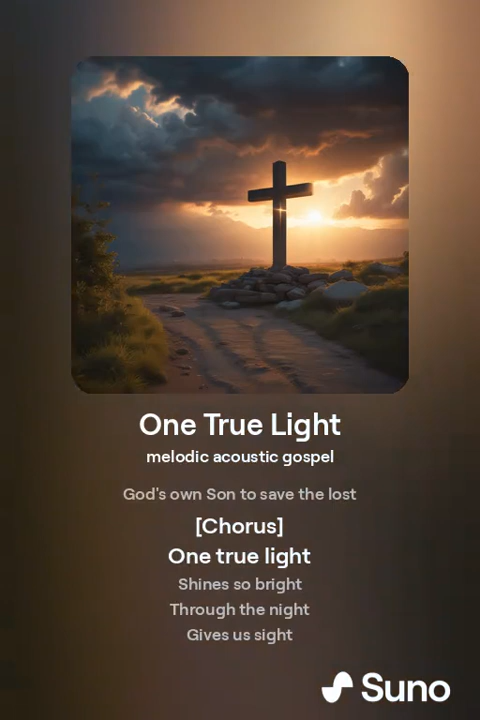 One True Light
melodic acoustic gospel
God's own Son to save the lost
[Chorus]
One true light
Shines so bright
Through the night
Gives us sight
Suno